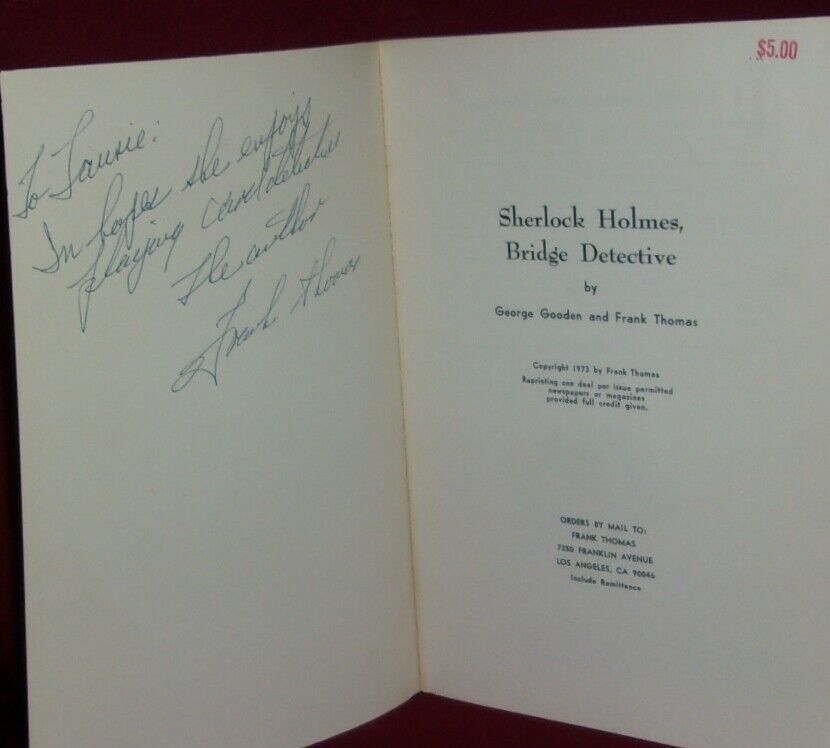 To Laurie:
In hopes she enjoys
playing card detective
The author
Frank Thomas
$5.00
Sherlock Holmes,
Bridge Detective
by
George Gooden and Frank Thomas
Copyright 1973 by Frank Thomas
Reprinting one deal per issue permitted
newspapers or magazines
provided full credit given.
ORDERS BY MAIL TO:
FRANK THOMAS
7250 FRANKLIN AVENUE
LOS ANGELES, CA 90046
Include Remittance